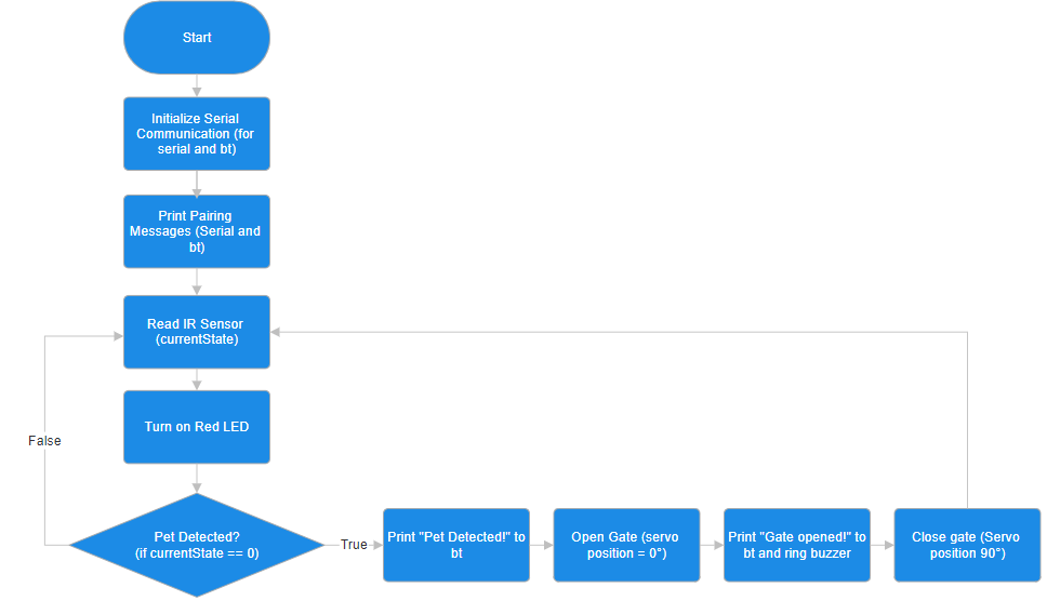 Start
Initialize Serial
Communication (for
serial and bt)
Print Pairing
Messages (Serial and
bt)
Read IR Sensor
(currentState)
Turn on Red LED
False
Pet Detected?
(if currentState == 0)
True
Print "Pet Detected!" to
bt
Open Gate (servo
position = 0°)
Print "Gate opened!" to
bt and ring buzzer
Close gate (Servo
position 90°)